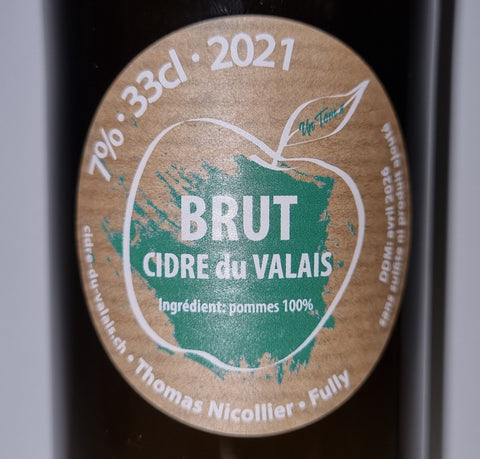 7% · 33cl · 2021
BRUT
CIDRE du VALAIS
Ingrédient: pommes 100%
cidre-du-valais.ch · Thomas Nicollier · Fully
DDM: avril 2026
sans sulfite ni produit ajouté